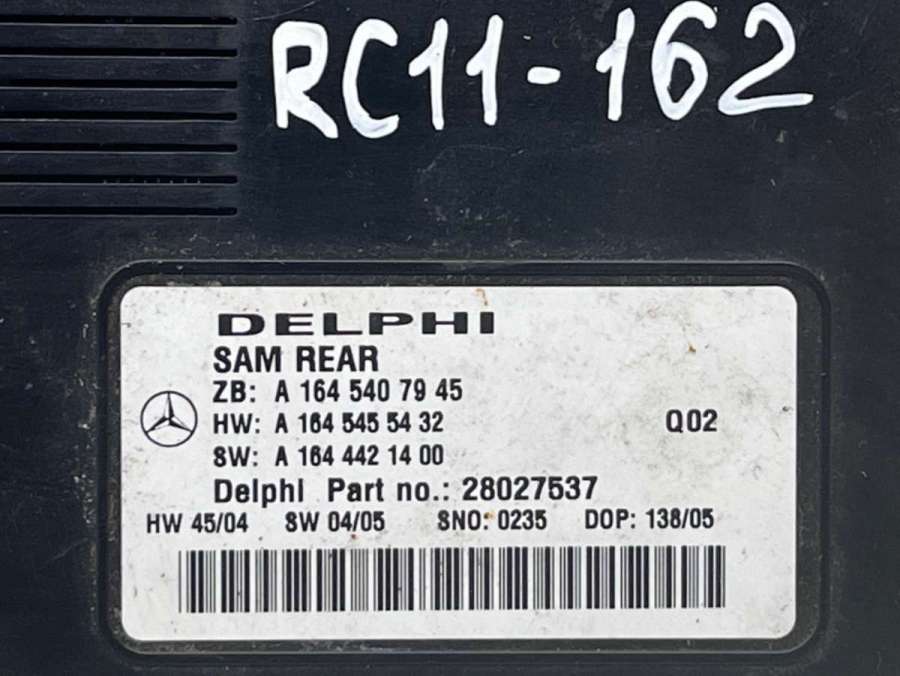 RC11-162
DELPHI
SAM REAR
ZB: A 164 540 79 45
HW: A 164 545 54 32 Q02
SW: A 164 442 14 00
Delphi Part no.: 28027537
HW 45/04 SW 04/05 SNO: 0235 DOP: 138/05